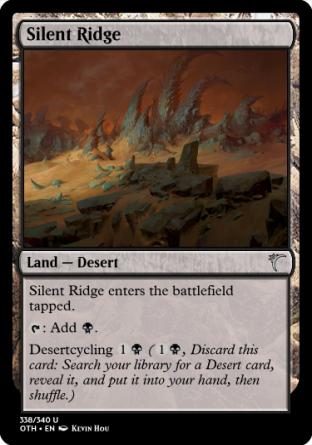 Silent Ridge
Land — Desert
Silent Ridge enters the battlefield
tapped.
: Add .
Desertcycling 1 ( 1 , Discard this
card: Search your library for a Desert card,
reveal it, and put it into your hand, then
shuffle.)
338/340 U
OTH • EN Kevin Hou